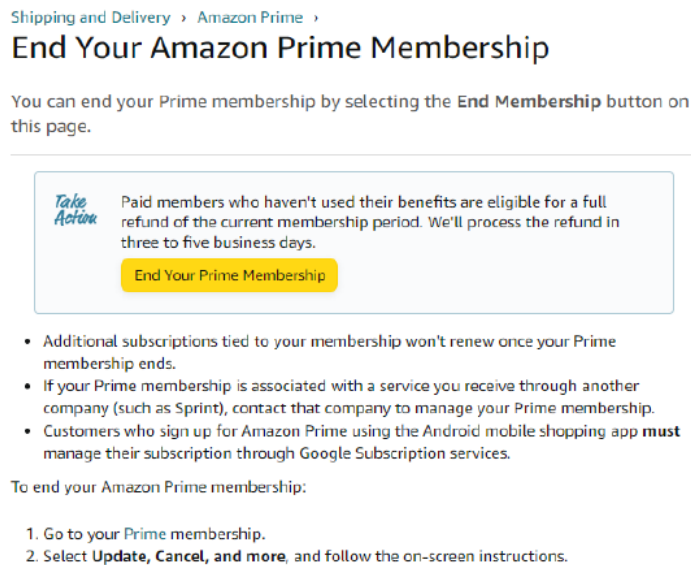 Shipping and Delivery › Amazon Prime ›
End Your Amazon Prime Membership
You can end your Prime membership by selecting the End Membership button on
this page.
Take
Action
Paid members who haven't used their benefits are eligible for a full
refund of the current membership period. We'll process the refund in
three to five business days.
End Your Prime Membership
• Additional subscriptions tied to your membership won't renew once your Prime
membership ends.
• If your Prime membership is associated with a service you receive through another
company (such as Sprint), contact that company to manage your Prime membership.
• Customers who sign up for Amazon Prime using the Android mobile shopping app must
manage their subscription through Google Subscription services.
To end your Amazon Prime membership:
1. Go to your Prime membership.
2. Select Update, Cancel, and more, and follow the on-screen instructions.